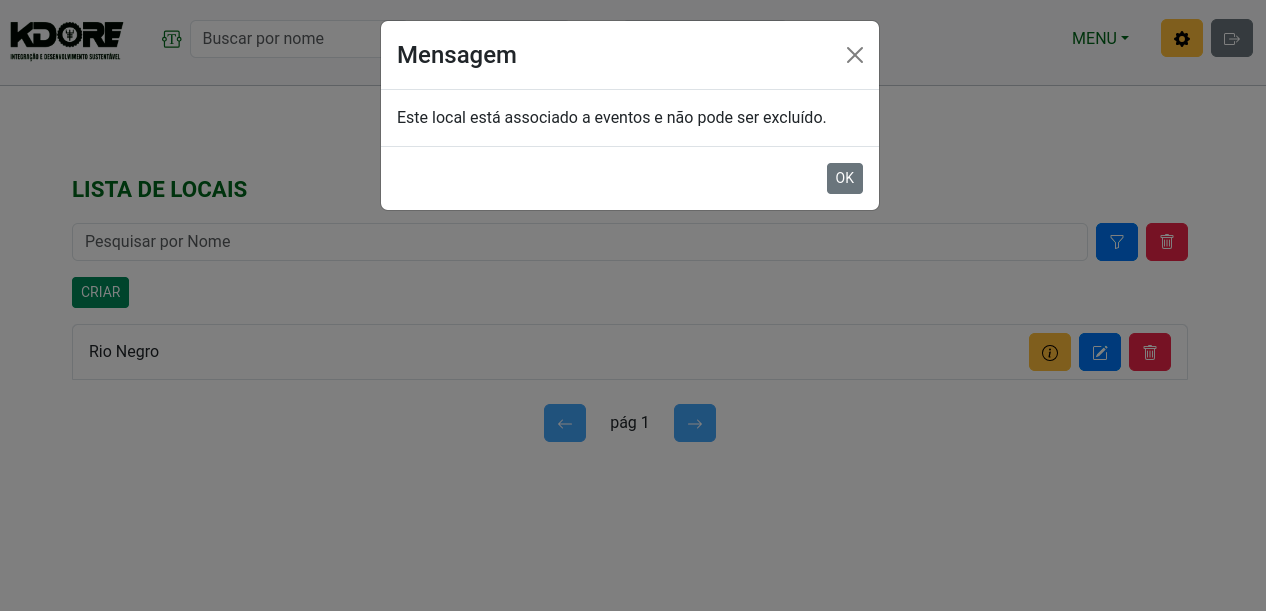 KDORE
INTEGRAÇÃO E DESENVOLVIMENTO SUSTENTÁVEL
Buscar por nome
MENU
Mensagem
Este local está associado a eventos e não pode ser excluído.
OK
LISTA DE LOCAIS
Pesquisar por Nome
CRIAR
Rio Negro
pág 1